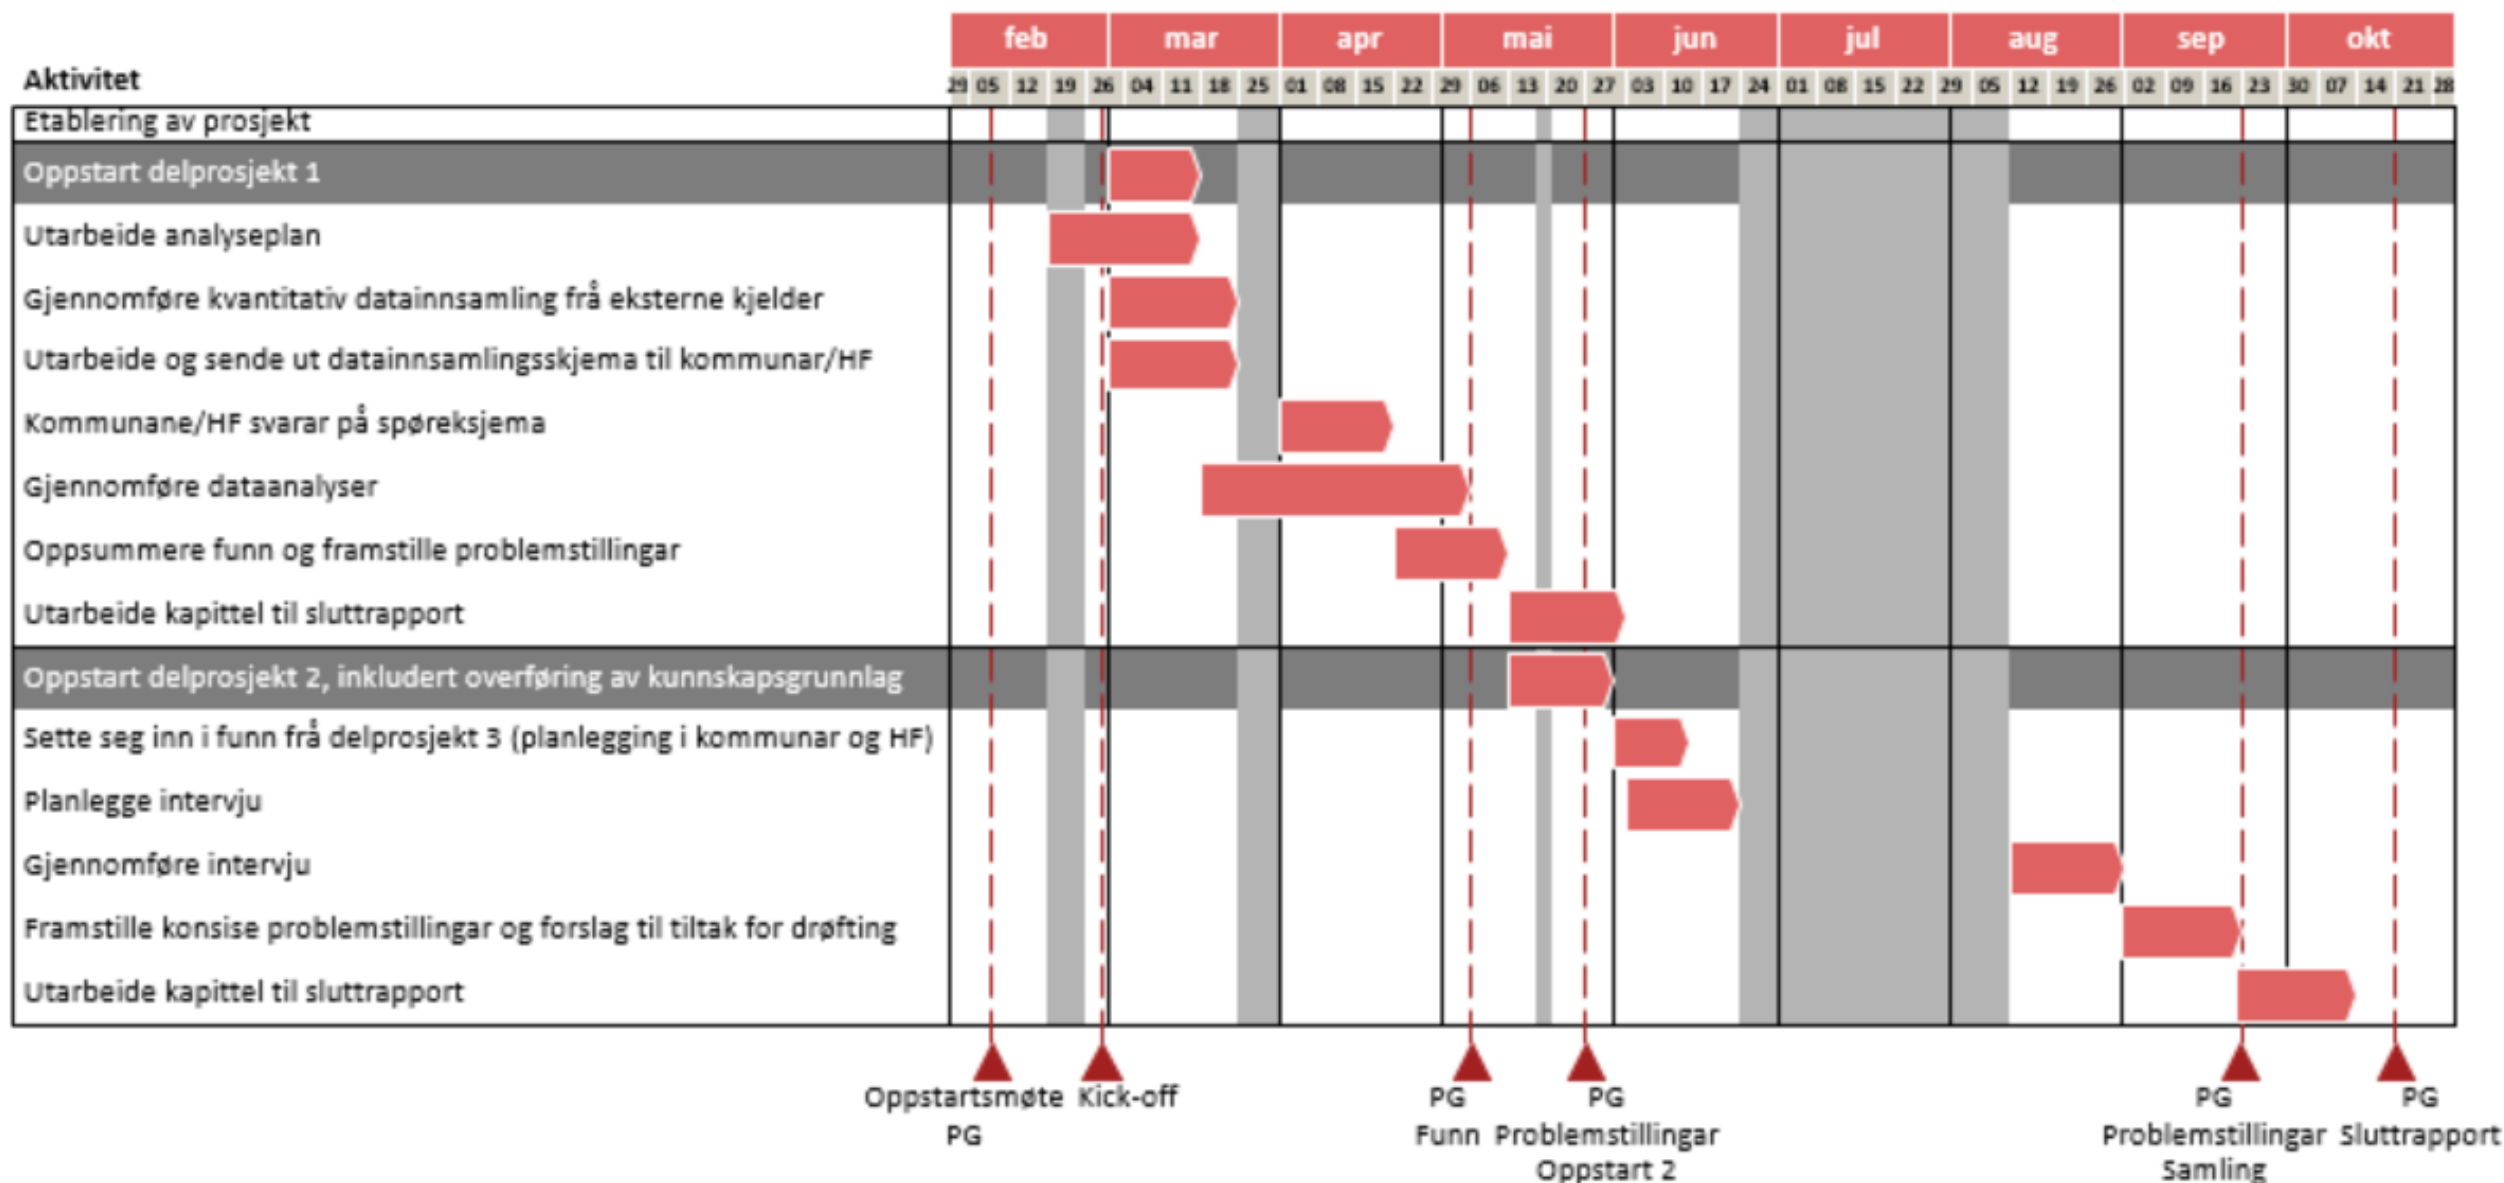 feb mar apr mai jun jul aug sep okt
Aktivitet 29 05 12 19 26 04 11 18 25 01 08 15 22 29 06 13 20 27 03 10 17 24 01 08 15 22 29 05 12 19 26 02 09 16 23 30 07 14 21 28
Etablering av prosjekt
Oppstart delprosjekt 1
Utarbeide analyseplan
Gjennomføre kvantitativ datainnsamling frå eksterne kjelder
Utarbeide og sende ut datainnsamlingsskjema til kommunar/HF
Kommunane/HF svarar på spøreksjema
Gjennomføre dataanalyser
Oppsummere funn og framstille problemstillingar
Utarbeide kapittel til sluttrapport
Oppstart delprosjekt 2, inkludert overføring av kunnskapsgrunnlag
Sette seg inn i funn frå delprosjekt 3 (planlegging i kommunar og HF)
Planlegge intervju
Gjennomføre intervju
Framstille konsise problemstillingar og forslag til tiltak for drøfting
Utarbeide kapittel til sluttrapport
Oppstartsmøte Kick-off PG PG PG PG
PG Funn Problemstillingar Problemstillingar Sluttrapport
Oppstart 2 Samling